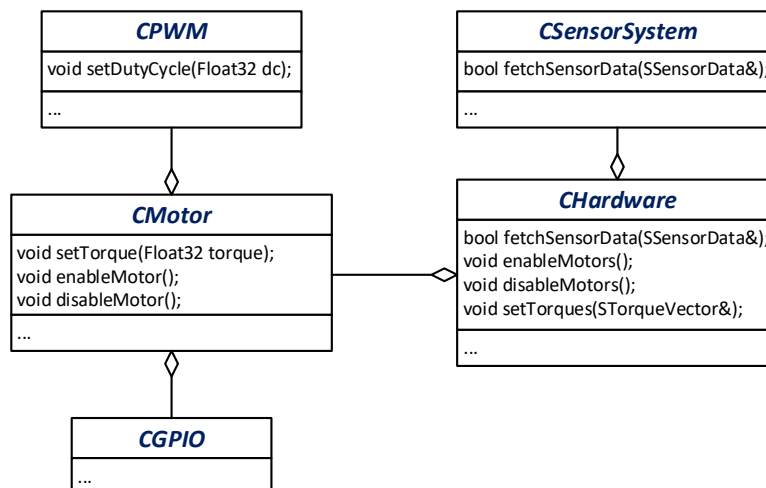 CPWM
void setDutyCycle(Float32 dc);
...
CSensorSystem
bool fetchSensorData(SSensorData&);
...
CMotor
void setTorque(Float32 torque);
void enableMotor();
void disableMotor();
...
CHardware
bool fetchSensorData(SSensorData&);
void enableMotors();
void disableMotors();
void setTorques(STorqueVector&);
...
CGPIO
...